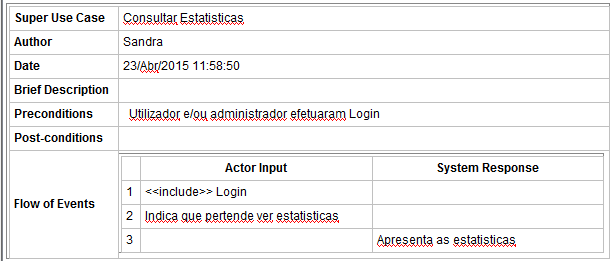 Super Use Case Consultar Estatisticas
Author Sandra
Date 23/Abr/2015 11:58:50
Brief Description
Preconditions Utilizador e/ou administrador efetuaram Login
Post-conditions
Flow of Events
Actor Input System Response
1 <<include>> Login
2 Indica que pertende ver estatisticas
3 Apresenta as estatisticas